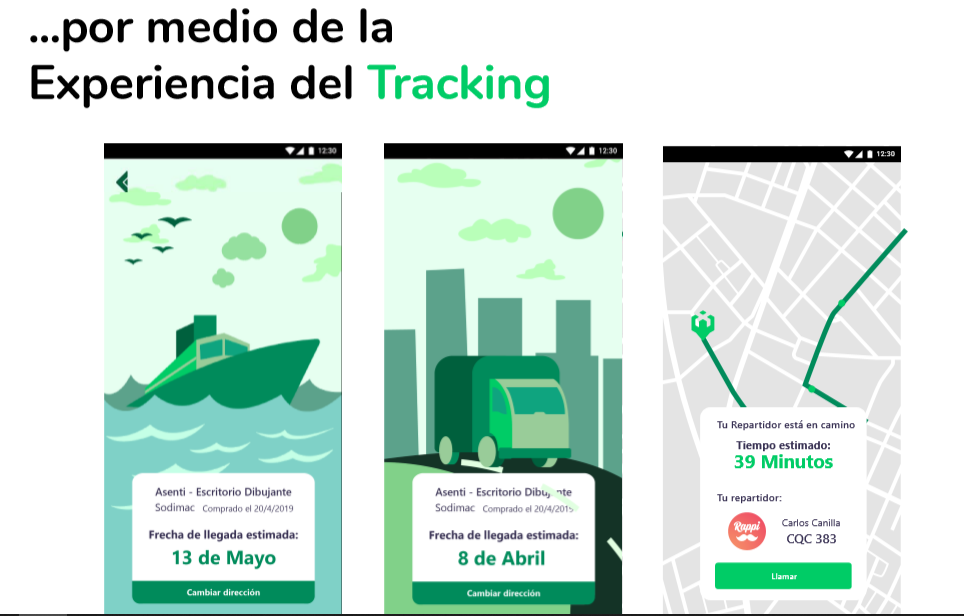 ...por medio de la
Experiencia del Tracking
12:30
Asenti - Escritorio Dibujante
Sodimac Comprado el 20/4/2019
Frecha de llegada estimada:
13 de Mayo
Cambiar dirección
12:30
Asenti - Escritorio Dibujante
Sodimac Comprado el 20/4/2019
Frecha de llegada estimada:
8 de Abril
Cambiar dirección
12:30
Tu Repartidor está en camino
Tiempo estimado:
39 Minutos
Tu repartidor:
Rappi
Carlos Canilla
CQC 383
Llamar